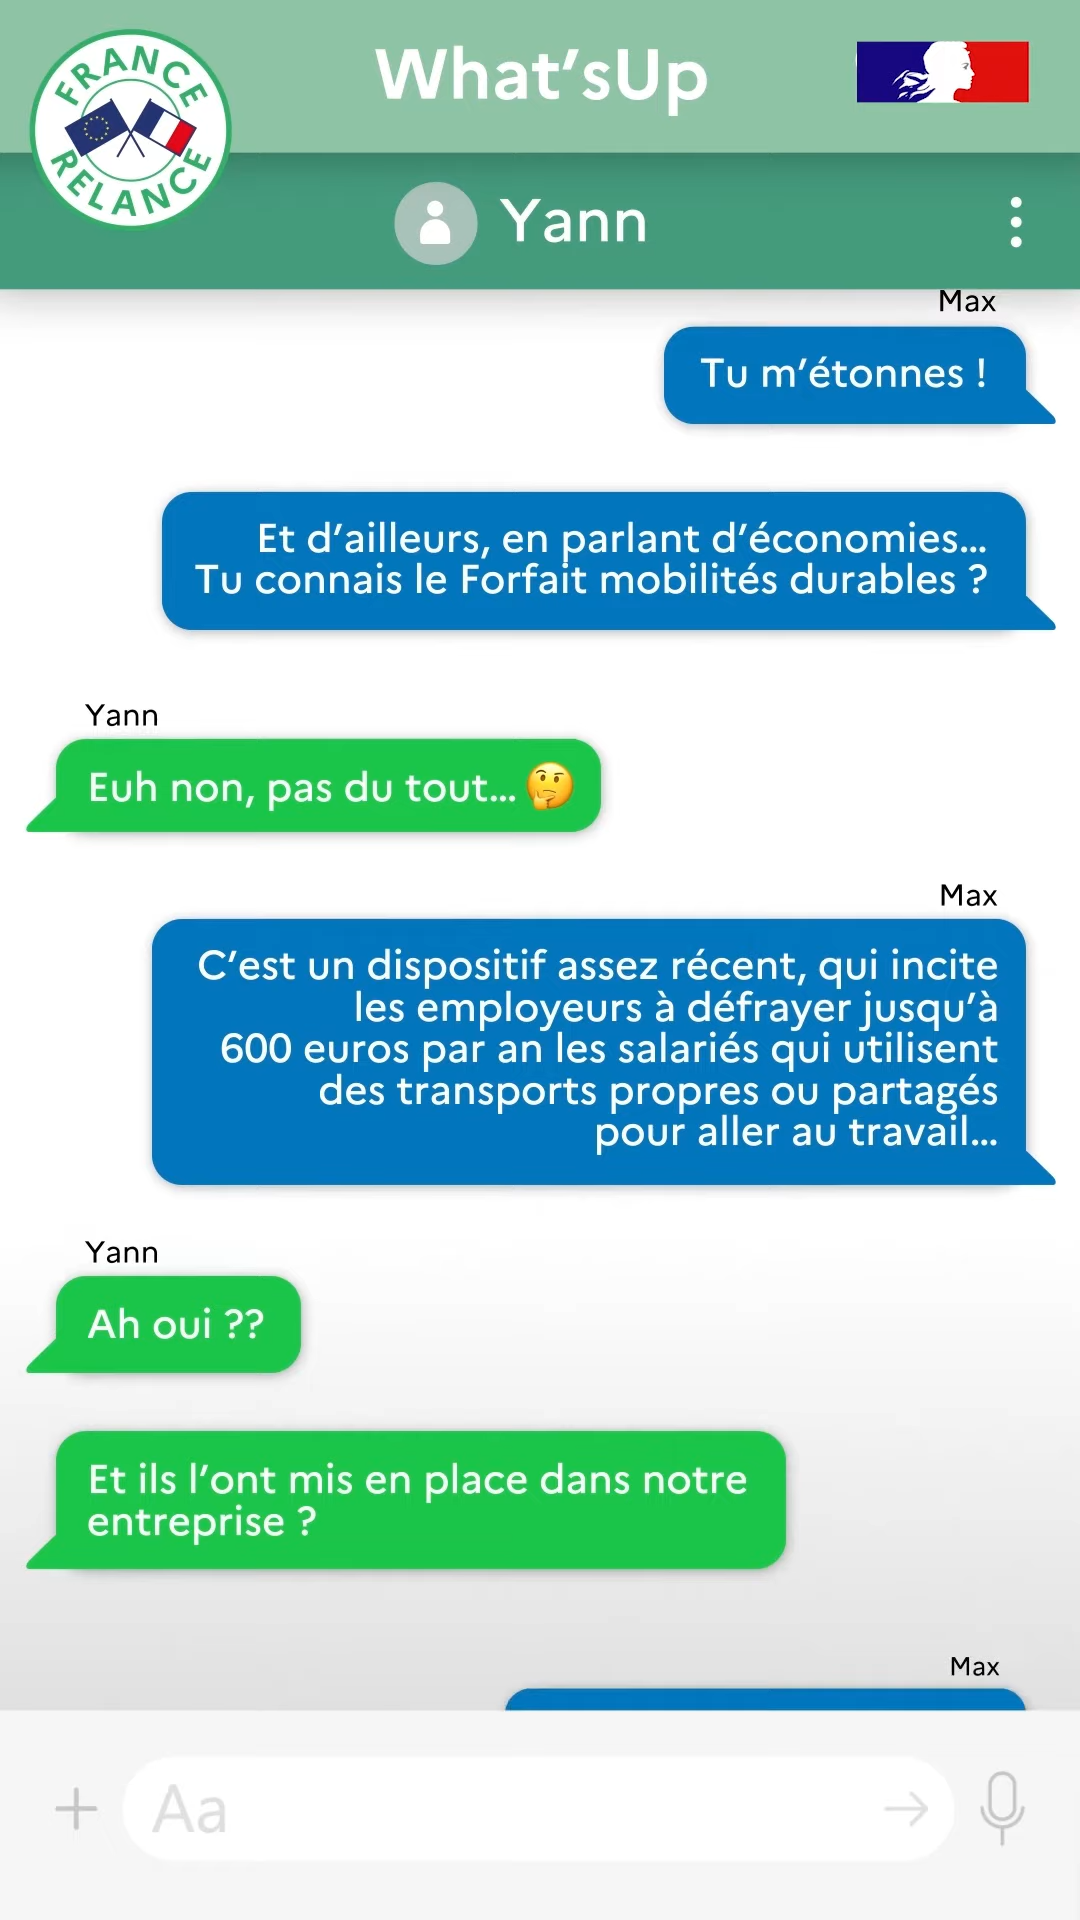 FRANCE
RELANCE
What’sUp
Yann
Max
Tu m’étonnes !
Et d’ailleurs, en parlant d’économies...
Tu connais le Forfait mobilités durables ?
Yann
Euh non, pas du tout... 🤔
Max
C’est un dispositif assez récent, qui incite
les employeurs à défrayer jusqu’à
600 euros par an les salariés qui utilisent
des transports propres ou partagés
pour aller au travail...
Yann
Ah oui ??
Et ils l’ont mis en place dans notre
entreprise ?
Max
Aa